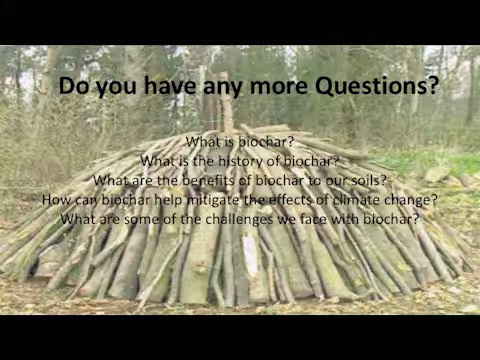 Do you have any more Questions?
What is biochar?
What is the history of biochar?
What are the benefits of biochar to our soils?
How can biochar help mitigate the effects of climate change?
What are some of the challenges we face with biochar?